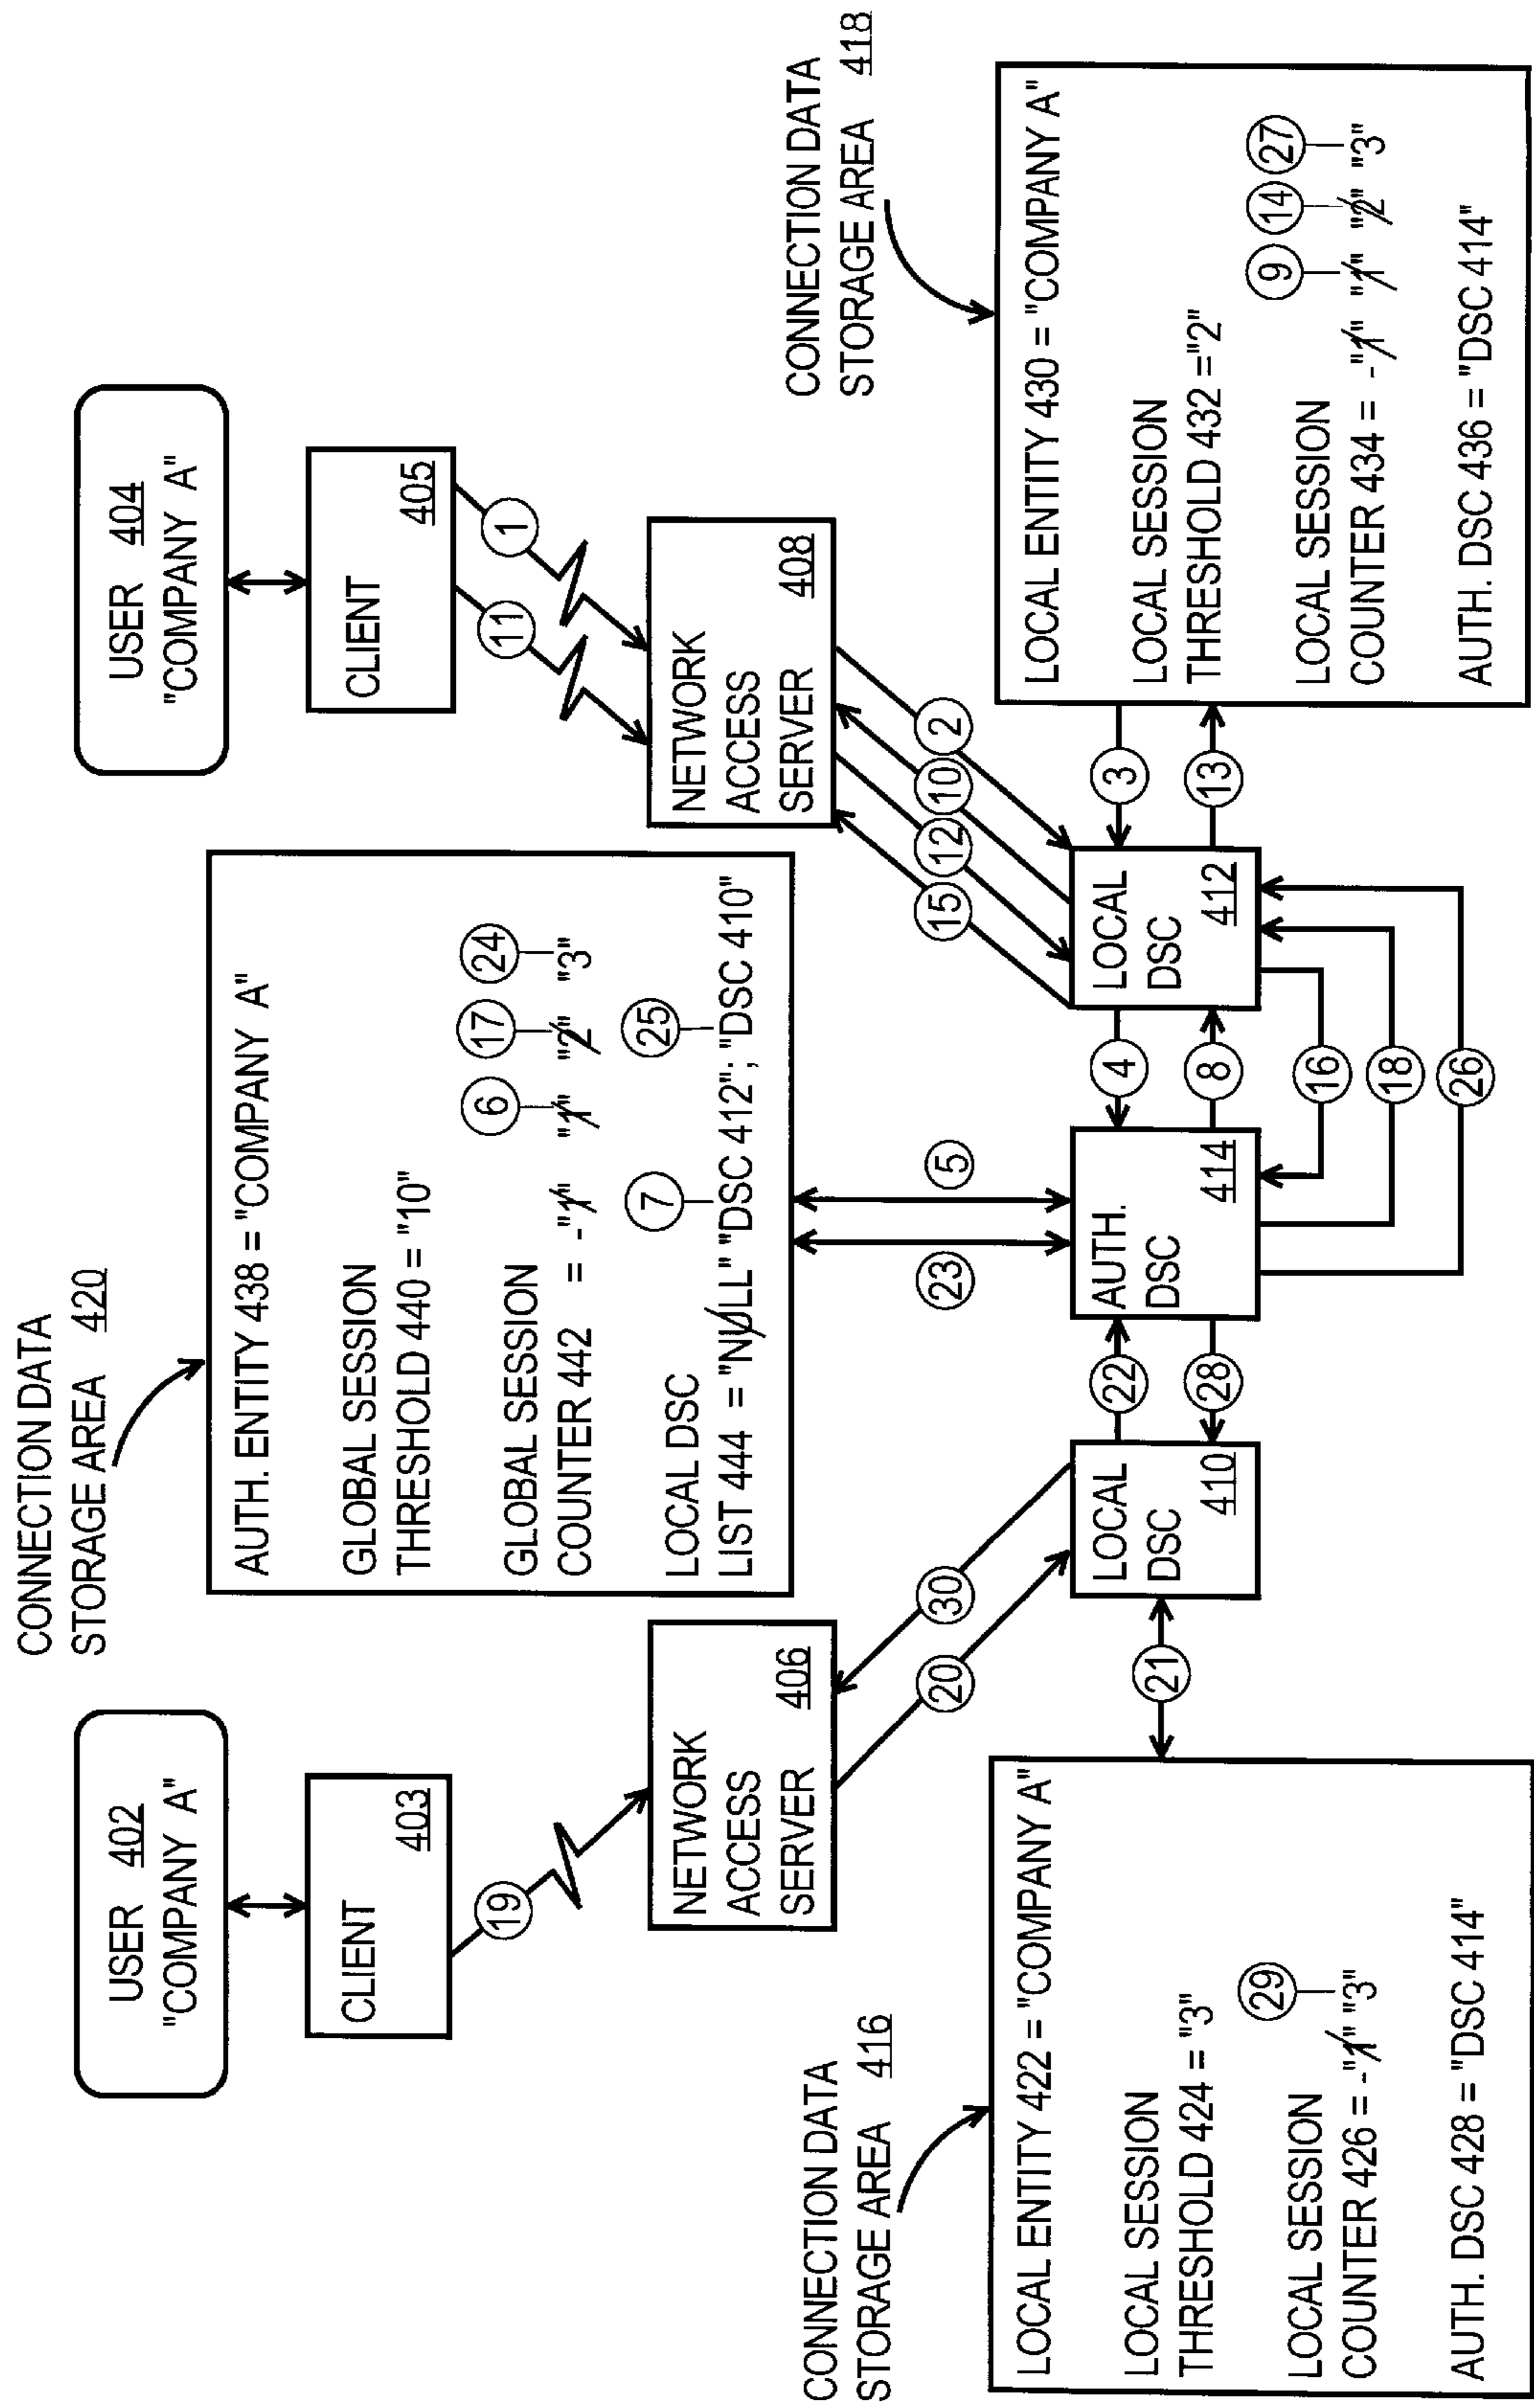 CONNECTION DATA
STORAGE AREA 420
USER 402
"COMPANY A"
CLIENT
403
19
NETWORK
ACCESS
SERVER
406
30
20
AUTH. ENTITY 438 = "COMPANY A"
GLOBAL SESSION
THRESHOLD 440 = "10"
6 17 24
GLOBAL SESSION
COUNTER 442 = -"1" "1" "2" "3"
7 25
LOCAL DSC
LIST 444 = "NULL" "DSC 412"; "DSC 410"
USER 404
"COMPANY A"
CLIENT
405
11
1
NETWORK
ACCESS
SERVER
408
2
10
12
15
23
5
CONNECTION DATA
STORAGE AREA 416
LOCAL ENTITY 422 = "COMPANY A"
LOCAL SESSION
THRESHOLD 424 = "3"
29
LOCAL SESSION
COUNTER 426 = -"1" "3"
AUTH. DSC 428 = "DSC 414"
21
LOCAL
DSC
410
22
28
AUTH.
DSC
414
4
8
16
18
26
LOCAL
DSC
412
3
13
CONNECTION DATA
STORAGE AREA 418
LOCAL ENTITY 430 = "COMPANY A"
LOCAL SESSION
THRESHOLD 432 ="2"
9 14 27
LOCAL SESSION
COUNTER 434 = -"1" "1" "2" "3"
AUTH. DSC 436 = "DSC 414"